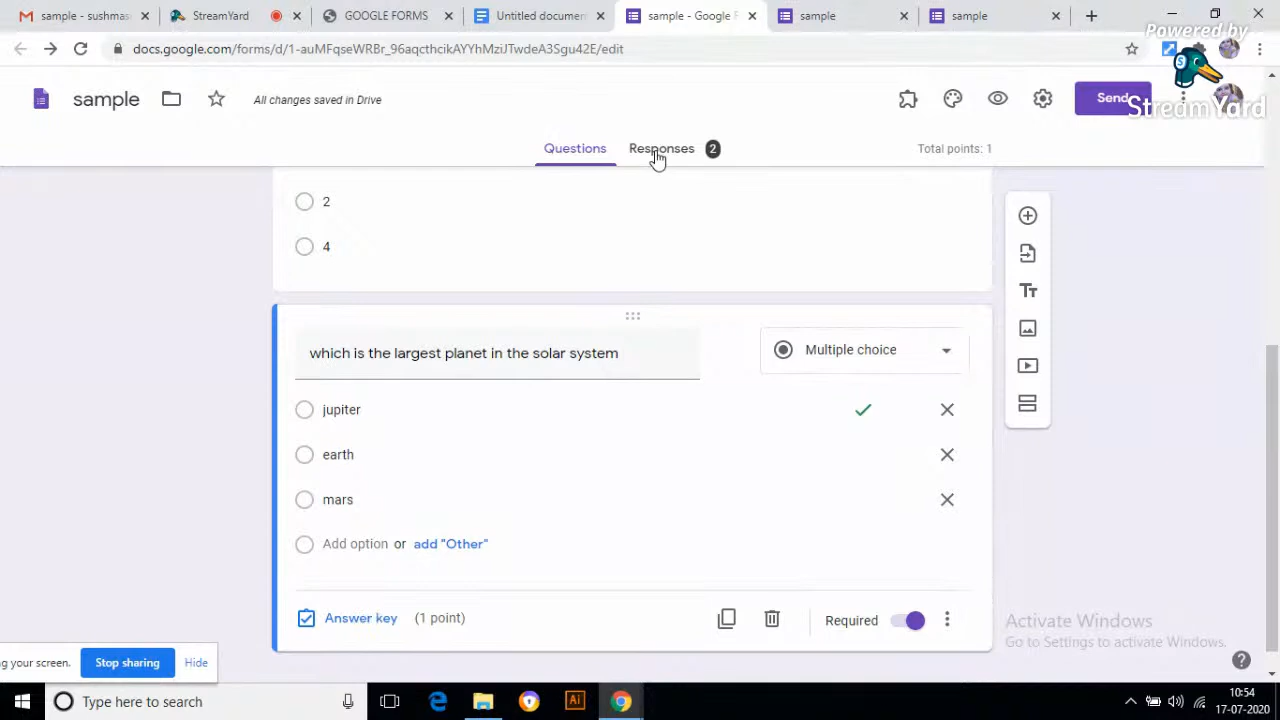 sample - sushmas
StreamYard
GOOGLE FORMS
Untitled documen
sample - Google F
sample
sample
docs.google.com/forms/d/1-auMFqseWRBr_96aqcthcikAYYhMziJTwdeA3Sgu42E/edit
Powered by
StreamYard
sample
All changes saved in Drive
Send
Questions
Responses 2
Total points: 1
2
4
which is the largest planet in the solar system
Multiple choice
jupiter
earth
mars
Add option or add "Other"
Answer key (1 point)
Required
Activate Windows
Go to Settings to activate Windows.
g your screen.
Stop sharing
Hide
Type here to search
10:54
17-07-2020